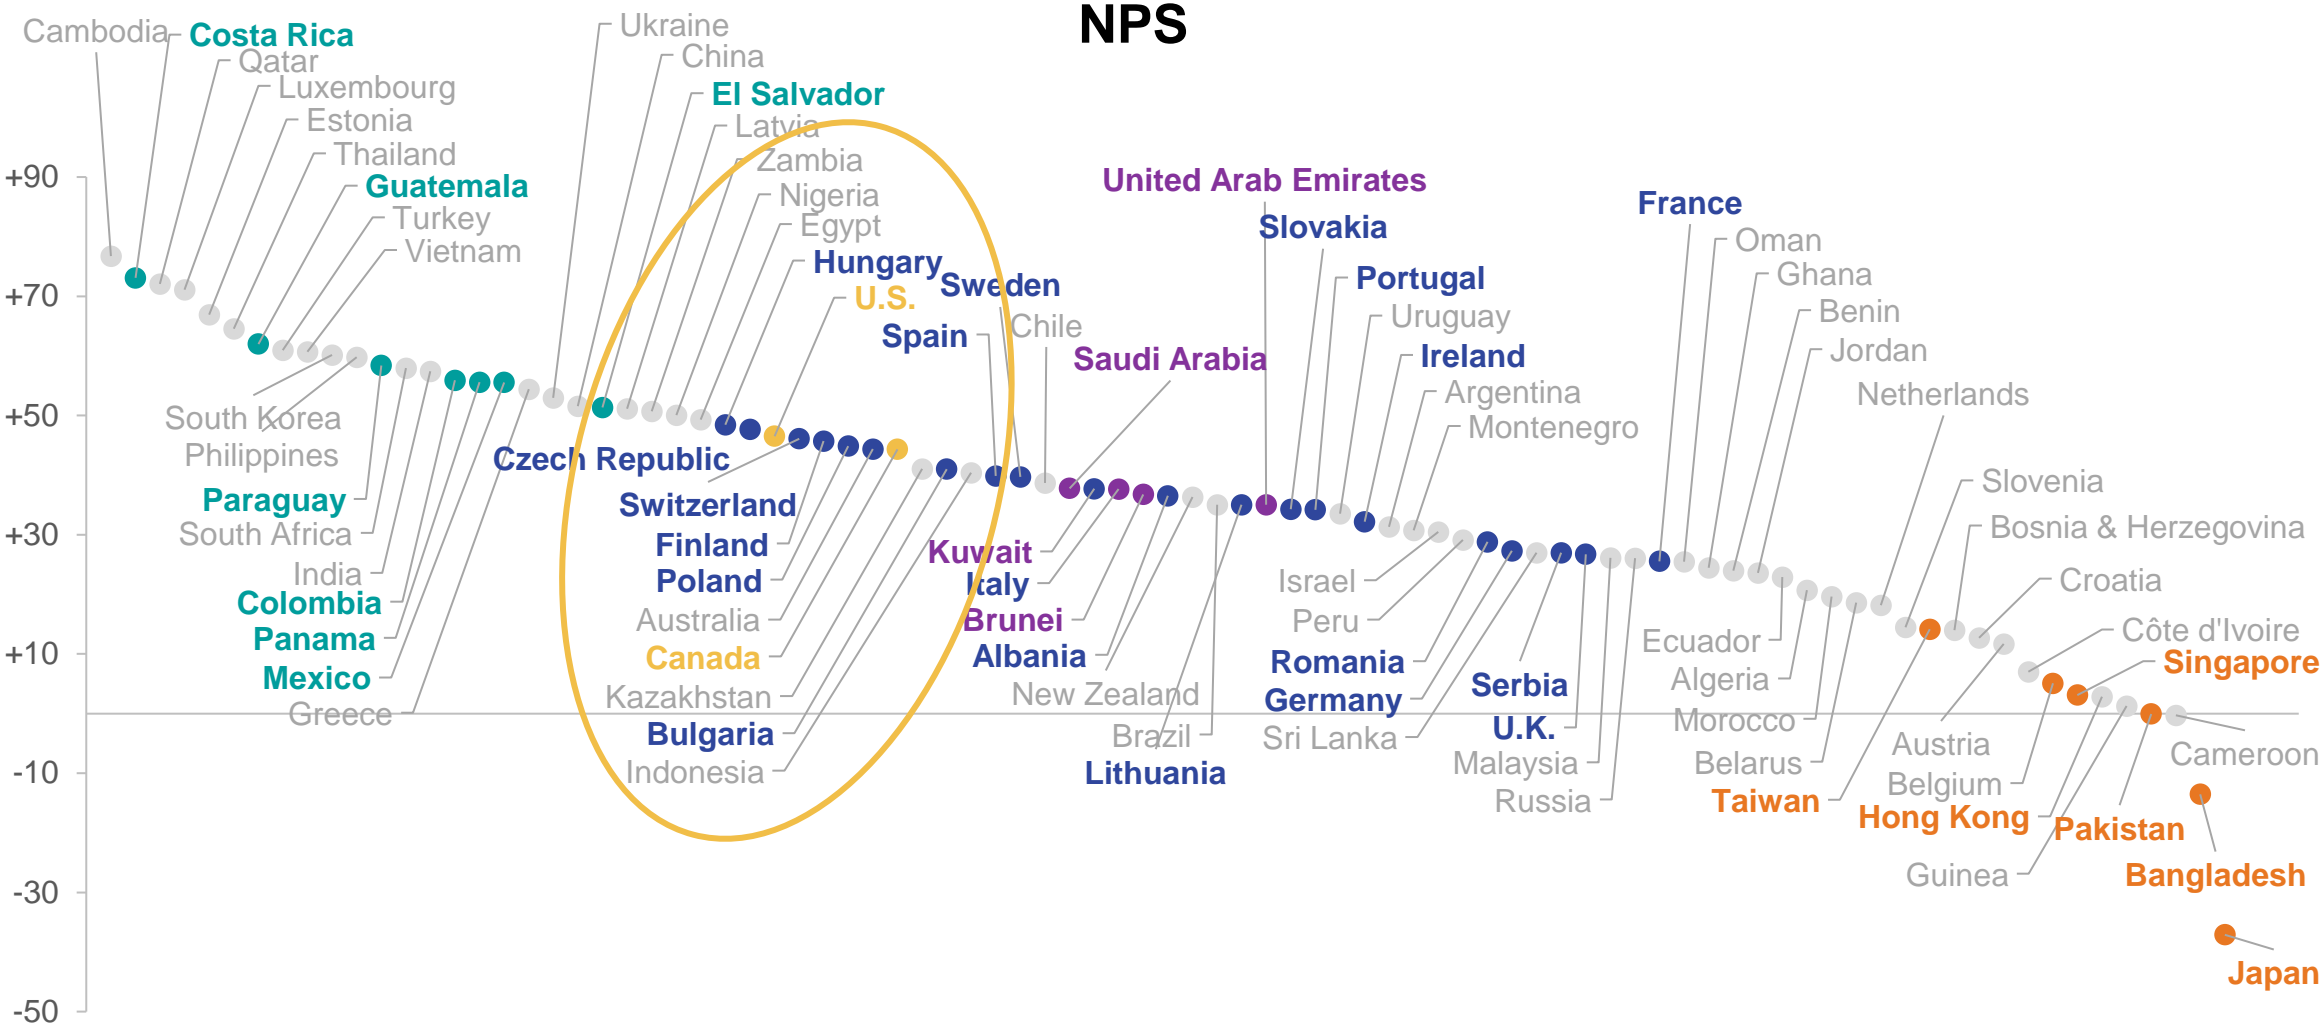 NPS
Cambodia
Costa Rica
Qatar
Luxembourg
Estonia
Thailand
Guatemala
Turkey
Vietnam
Ukraine
China
El Salvador
Latvia
Zambia
Nigeria
Egypt
Hungary
U.S.
Sweden
Spain
Chile
Saudi Arabia
United Arab Emirates
Slovakia
Portugal
Uruguay
Ireland
Argentina
Montenegro
France
Oman
Ghana
Benin
Jordan
Netherlands
Slovenia
Bosnia & Herzegovina
Croatia
Côte d'Ivoire
Singapore
+90
+70
+50
+30
+10
-10
-30
-50
South Korea
Philippines
Paraguay
South Africa
India
Colombia
Panama
Mexico
Greece
Czech Republic
Switzerland
Finland
Poland
Australia
Canada
Kazakhstan
Bulgaria
Indonesia
Kuwait
Italy
Brunei
Albania
New Zealand
Brazil
Lithuania
Israel
Peru
Romania
Germany
Sri Lanka
Serbia
U.K.
Malaysia
Russia
Ecuador
Algeria
Morocco
Belarus
Taiwan
Austria
Belgium
Hong Kong
Guinea
Pakistan
Cameroon
Bangladesh
Japan